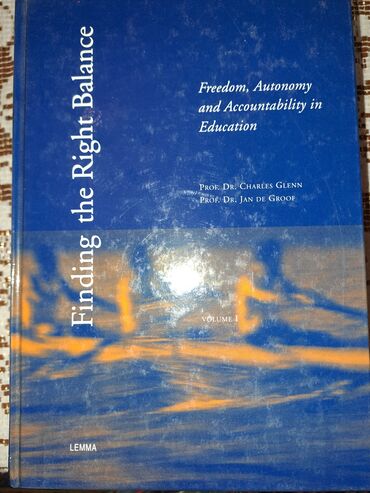 Finding the Right Balance
Freedom, Autonomy
and Accountability in
Education
PROF. DR. CHARLES GLENN
PROF. DR. JAN DE GROOF
VOLUME I
LEMMA